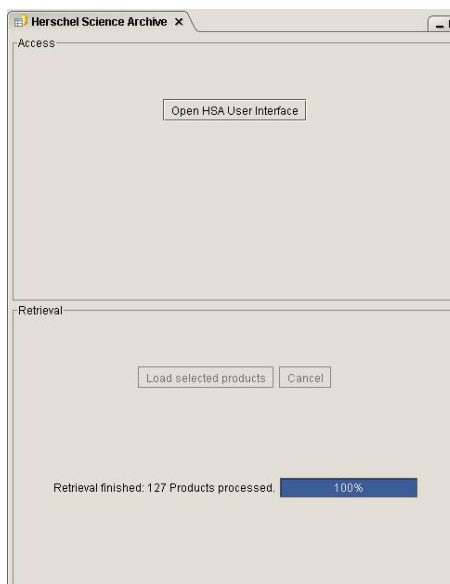 Herschel Science Archive
Access
Open HSA User Interface
Retrieval
Load selected products Cancel
Retrieval finished: 127 Products processed. 100%